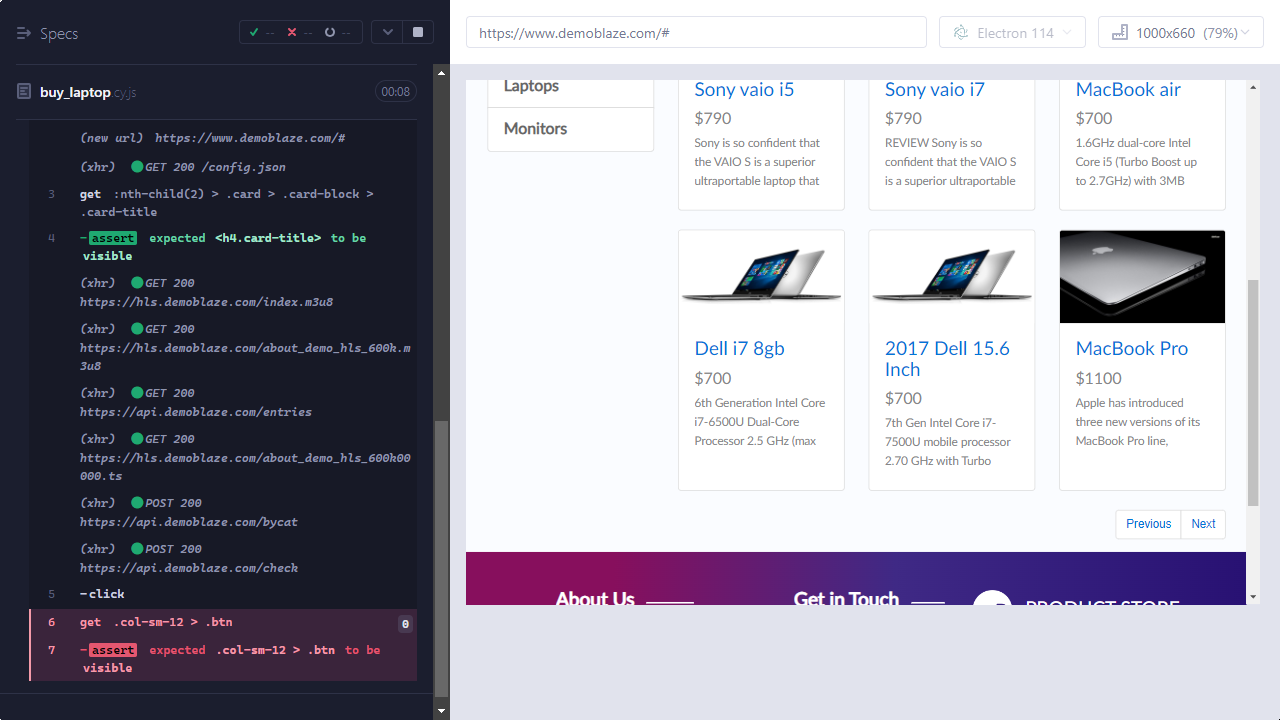 Specs
--
--
--
https://www.demoblaze.com/#
Electron 114
1000x660 (79%)
buy_laptop.cy.js
00:08
(new url) https://www.demoblaze.com/#
(xhr) GET 200 /config.json
3 get :nth-child(2) > .card > .card-block >
.card-title
4 -assert expected <h4.card-title> to be
visible
(xhr) GET 200
https://hls.demoblaze.com/index.m3u8
(xhr) GET 200
https://hls.demoblaze.com/about_demo_hls_600k.m
3u8
(xhr) GET 200
https://api.demoblaze.com/entries
(xhr) GET 200
https://hls.demoblaze.com/about_demo_hls_600k00
000.ts
(xhr) POST 200
https://api.demoblaze.com/bycat
(xhr) POST 200
https://api.demoblaze.com/check
5 -click
6 get .col-sm-12 > .btn 0
7 -assert expected .col-sm-12 > .btn to be
visible
Laptops
Monitors
Sony vaio i5
$790
Sony is so confident that
the VAIO S is a superior
ultraportable laptop that
Sony vaio i7
$790
REVIEW Sony is so
confident that the VAIO S
is a superior ultraportable
MacBook air
$700
1.6GHz dual-core Intel
Core i5 (Turbo Boost up
to 2.7GHz) with 3MB
Dell i7 8gb
$700
6th Generation Intel Core
i7-6500U Dual-Core
Processor 2.5 GHz (max
2017 Dell 15.6
Inch
$700
7th Gen Intel Core i7-
7500U mobile processor
2.70 GHz with Turbo
MacBook Pro
$1100
Apple has introduced
three new versions of its
MacBook Pro line,
Previous
Next
About Us
Get in Touch
PRODUCT STORE